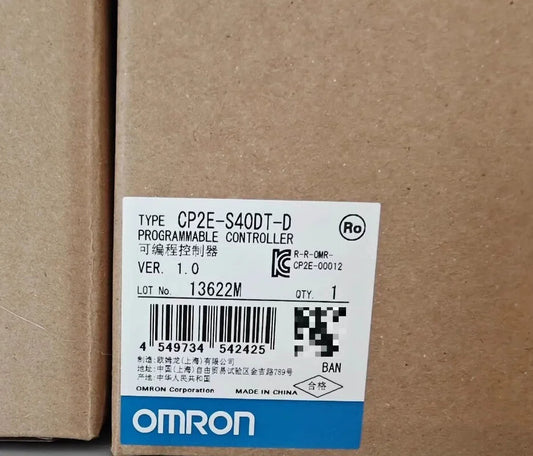 TYPE CP2E-S40DT-D
Ro
PROGRAMMABLE CONTROLLER
可编程控制器
R-R-OMR-
CP2E-00012
VER. 1.0
LOT No. 13622M QTY. 1
4 549734 542425
BAN
制造: 欧姆龙(上海)有限公司
地址: 中国(上海)自由贸易试验区金吉路789号
产地: 中华人民共和国
合格
OMRON Corporation MADE IN CHINA
OMRON